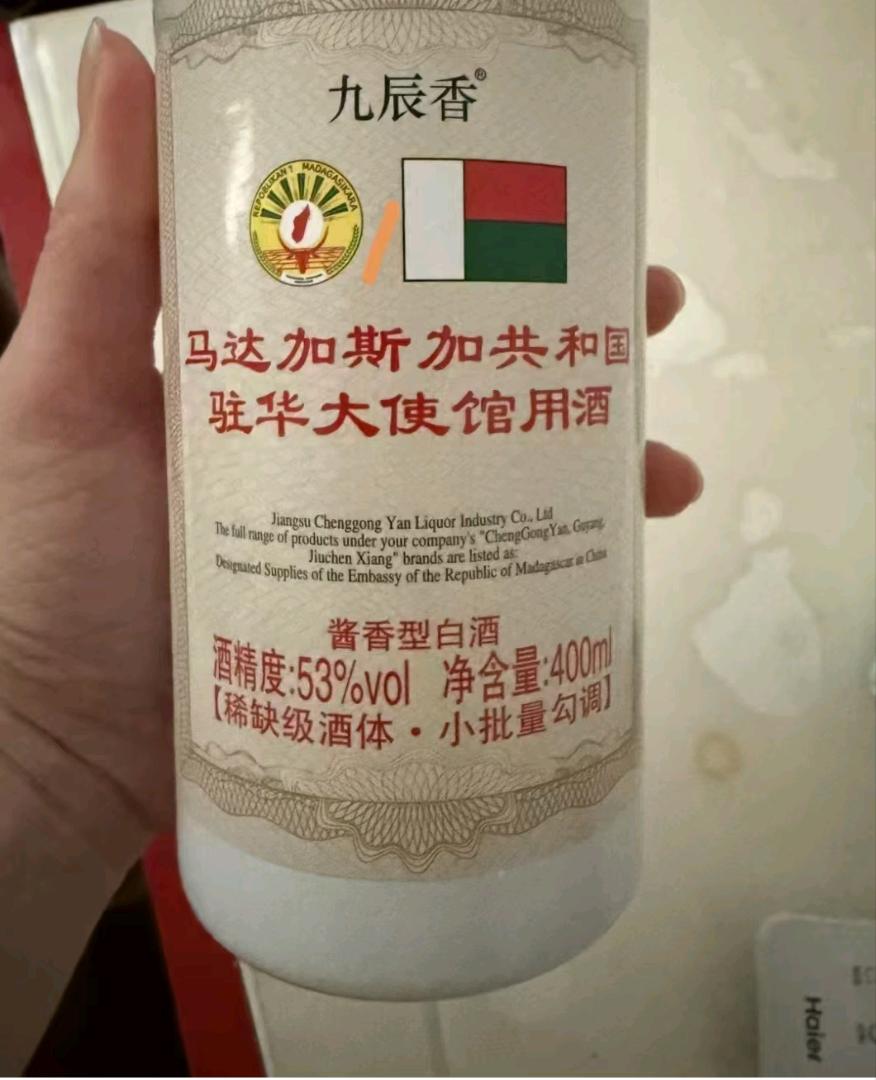 九辰香®
REPOBLIKAN'I MADAGASIKARA
马达加斯加共和国
驻华大使馆用酒
Jiangsu Chenggong Yan Liquor Industry Co., Ltd
The full range of products under your company's "ChengGongYan, Guyang,
Jiuchen Xiang" brands are listed as:
Designated Supplies of the Embassy of the Republic of Madagascar in China
酱香型白酒
酒精度:53%vol 净含量:400ml
【稀缺级酒体·小批量勾调】
Haier